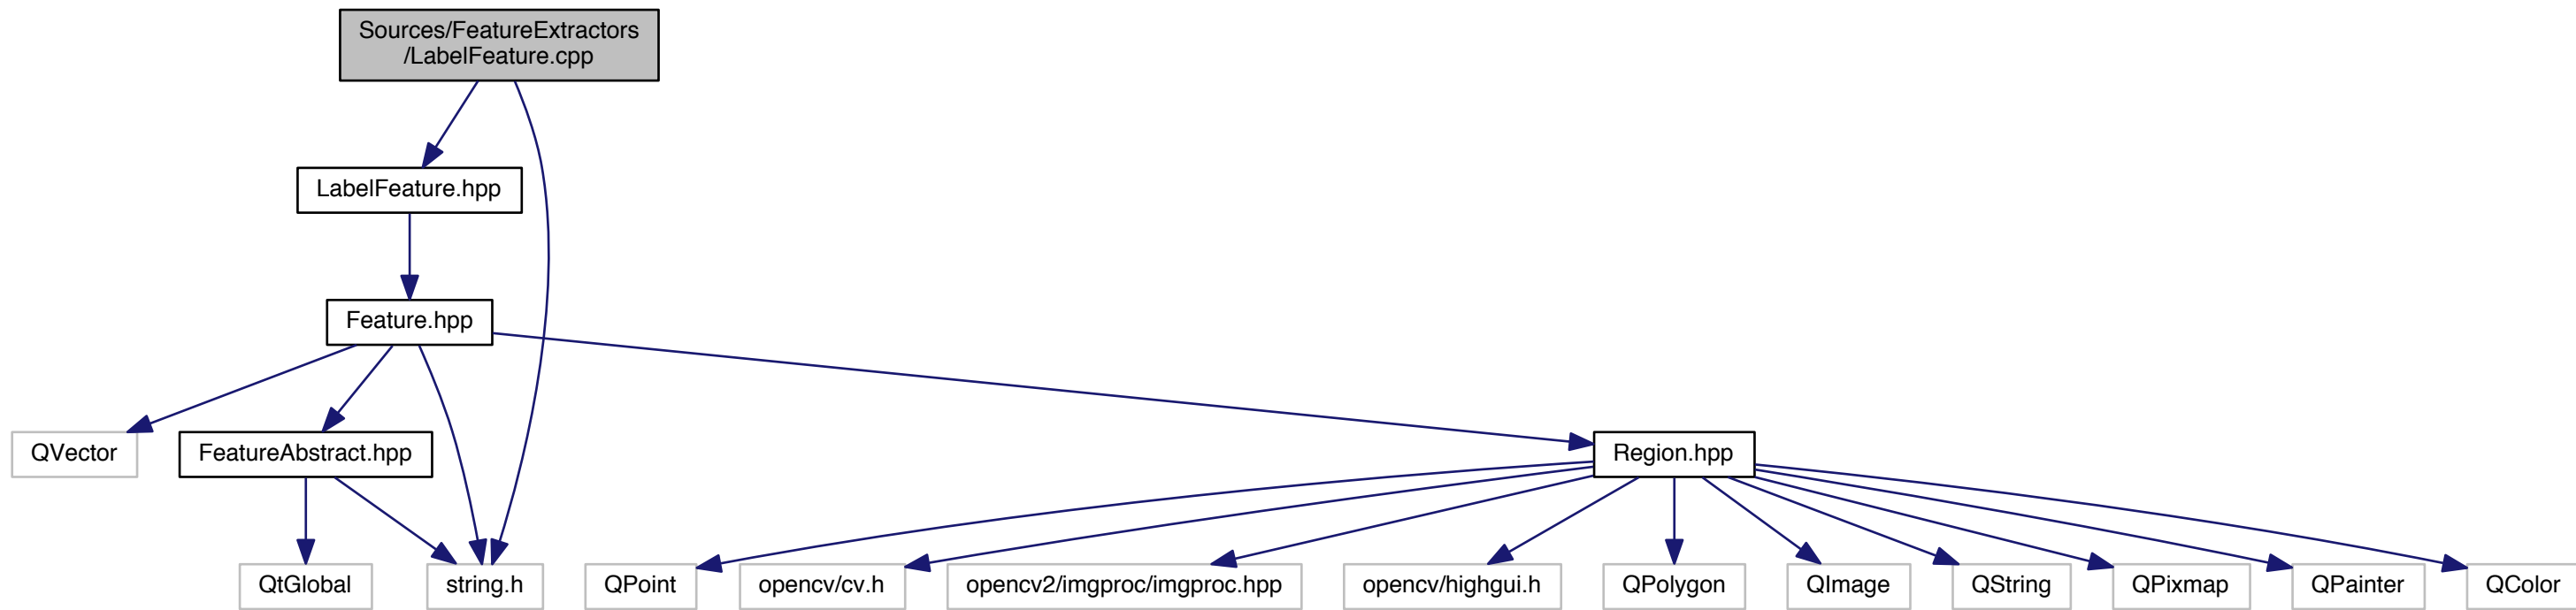 Sources/FeatureExtractors
/LabelFeature.cpp
LabelFeature.hpp
Feature.hpp
QVector
FeatureAbstract.hpp
Region.hpp
QtGlobal
string.h
QPoint
opencv/cv.h
opencv2/imgproc/imgproc.hpp
opencv/highgui.h
QPolygon
QImage
QString
QPixmap
QPainter
QColor